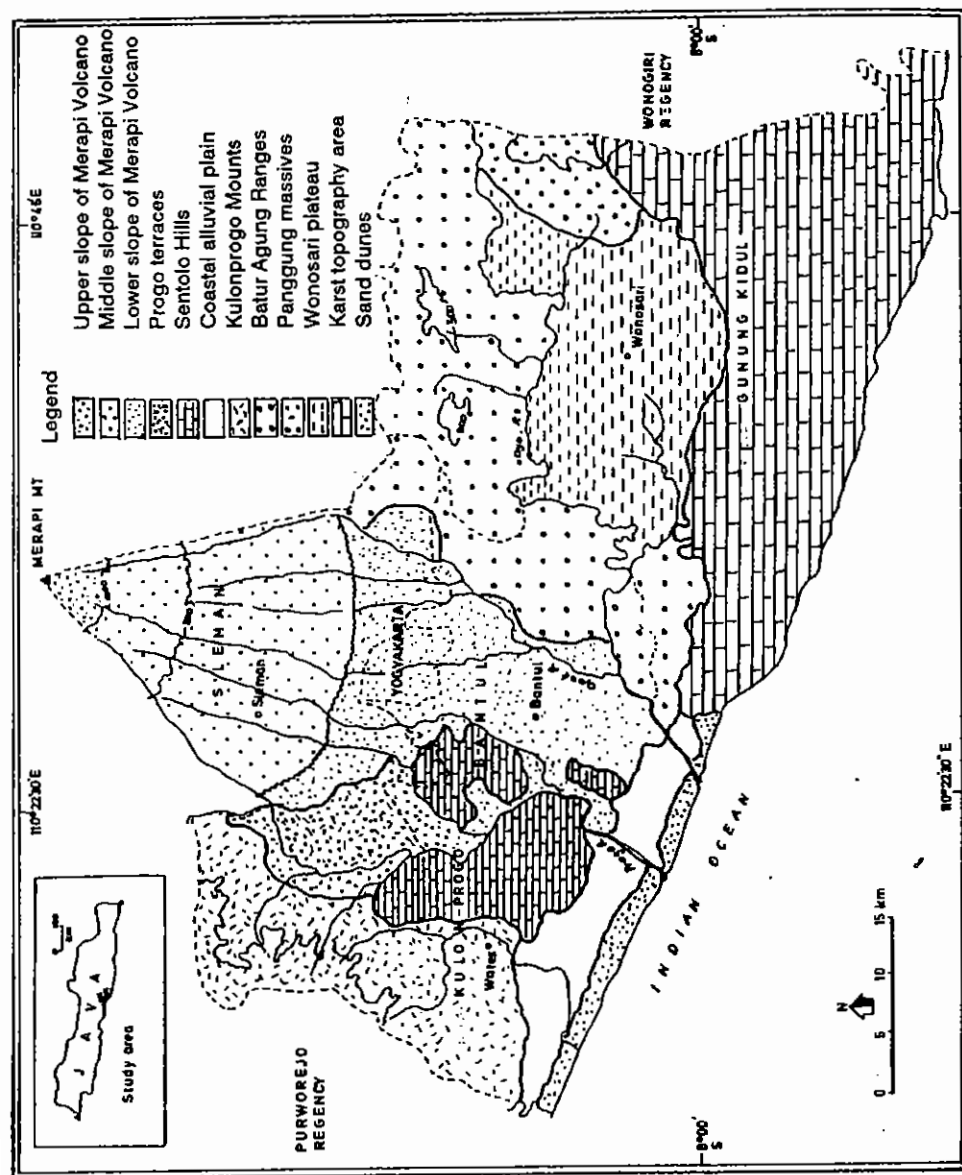 110°22'30"E
110°46'E
MERAPI MT
Legend
Upper slope of Merapi Volcano
Middle slope of Merapi Volcano
Lower slope of Merapi Volcano
Progo terraces
Sentolo Hills
Coastal alluvial plain
Kulonprogo Mounts
Batur Agung Ranges
Panggung massives
Wonosari plateau
Karst topography area
Sand dunes
JAVA
Study area
PURWOREJO
REGENCY
SLEMAN
Sleman
YOGYAKARTA
BANTUL
Bantul
KULON PROGO
Wates
Wonosari
GUNUNG KIDUL
WONOGIRI
REGENCY
8°00'
S
8°00'
S
INDIAN OCEAN
N
0 5 10 15 km
110°22'30"E